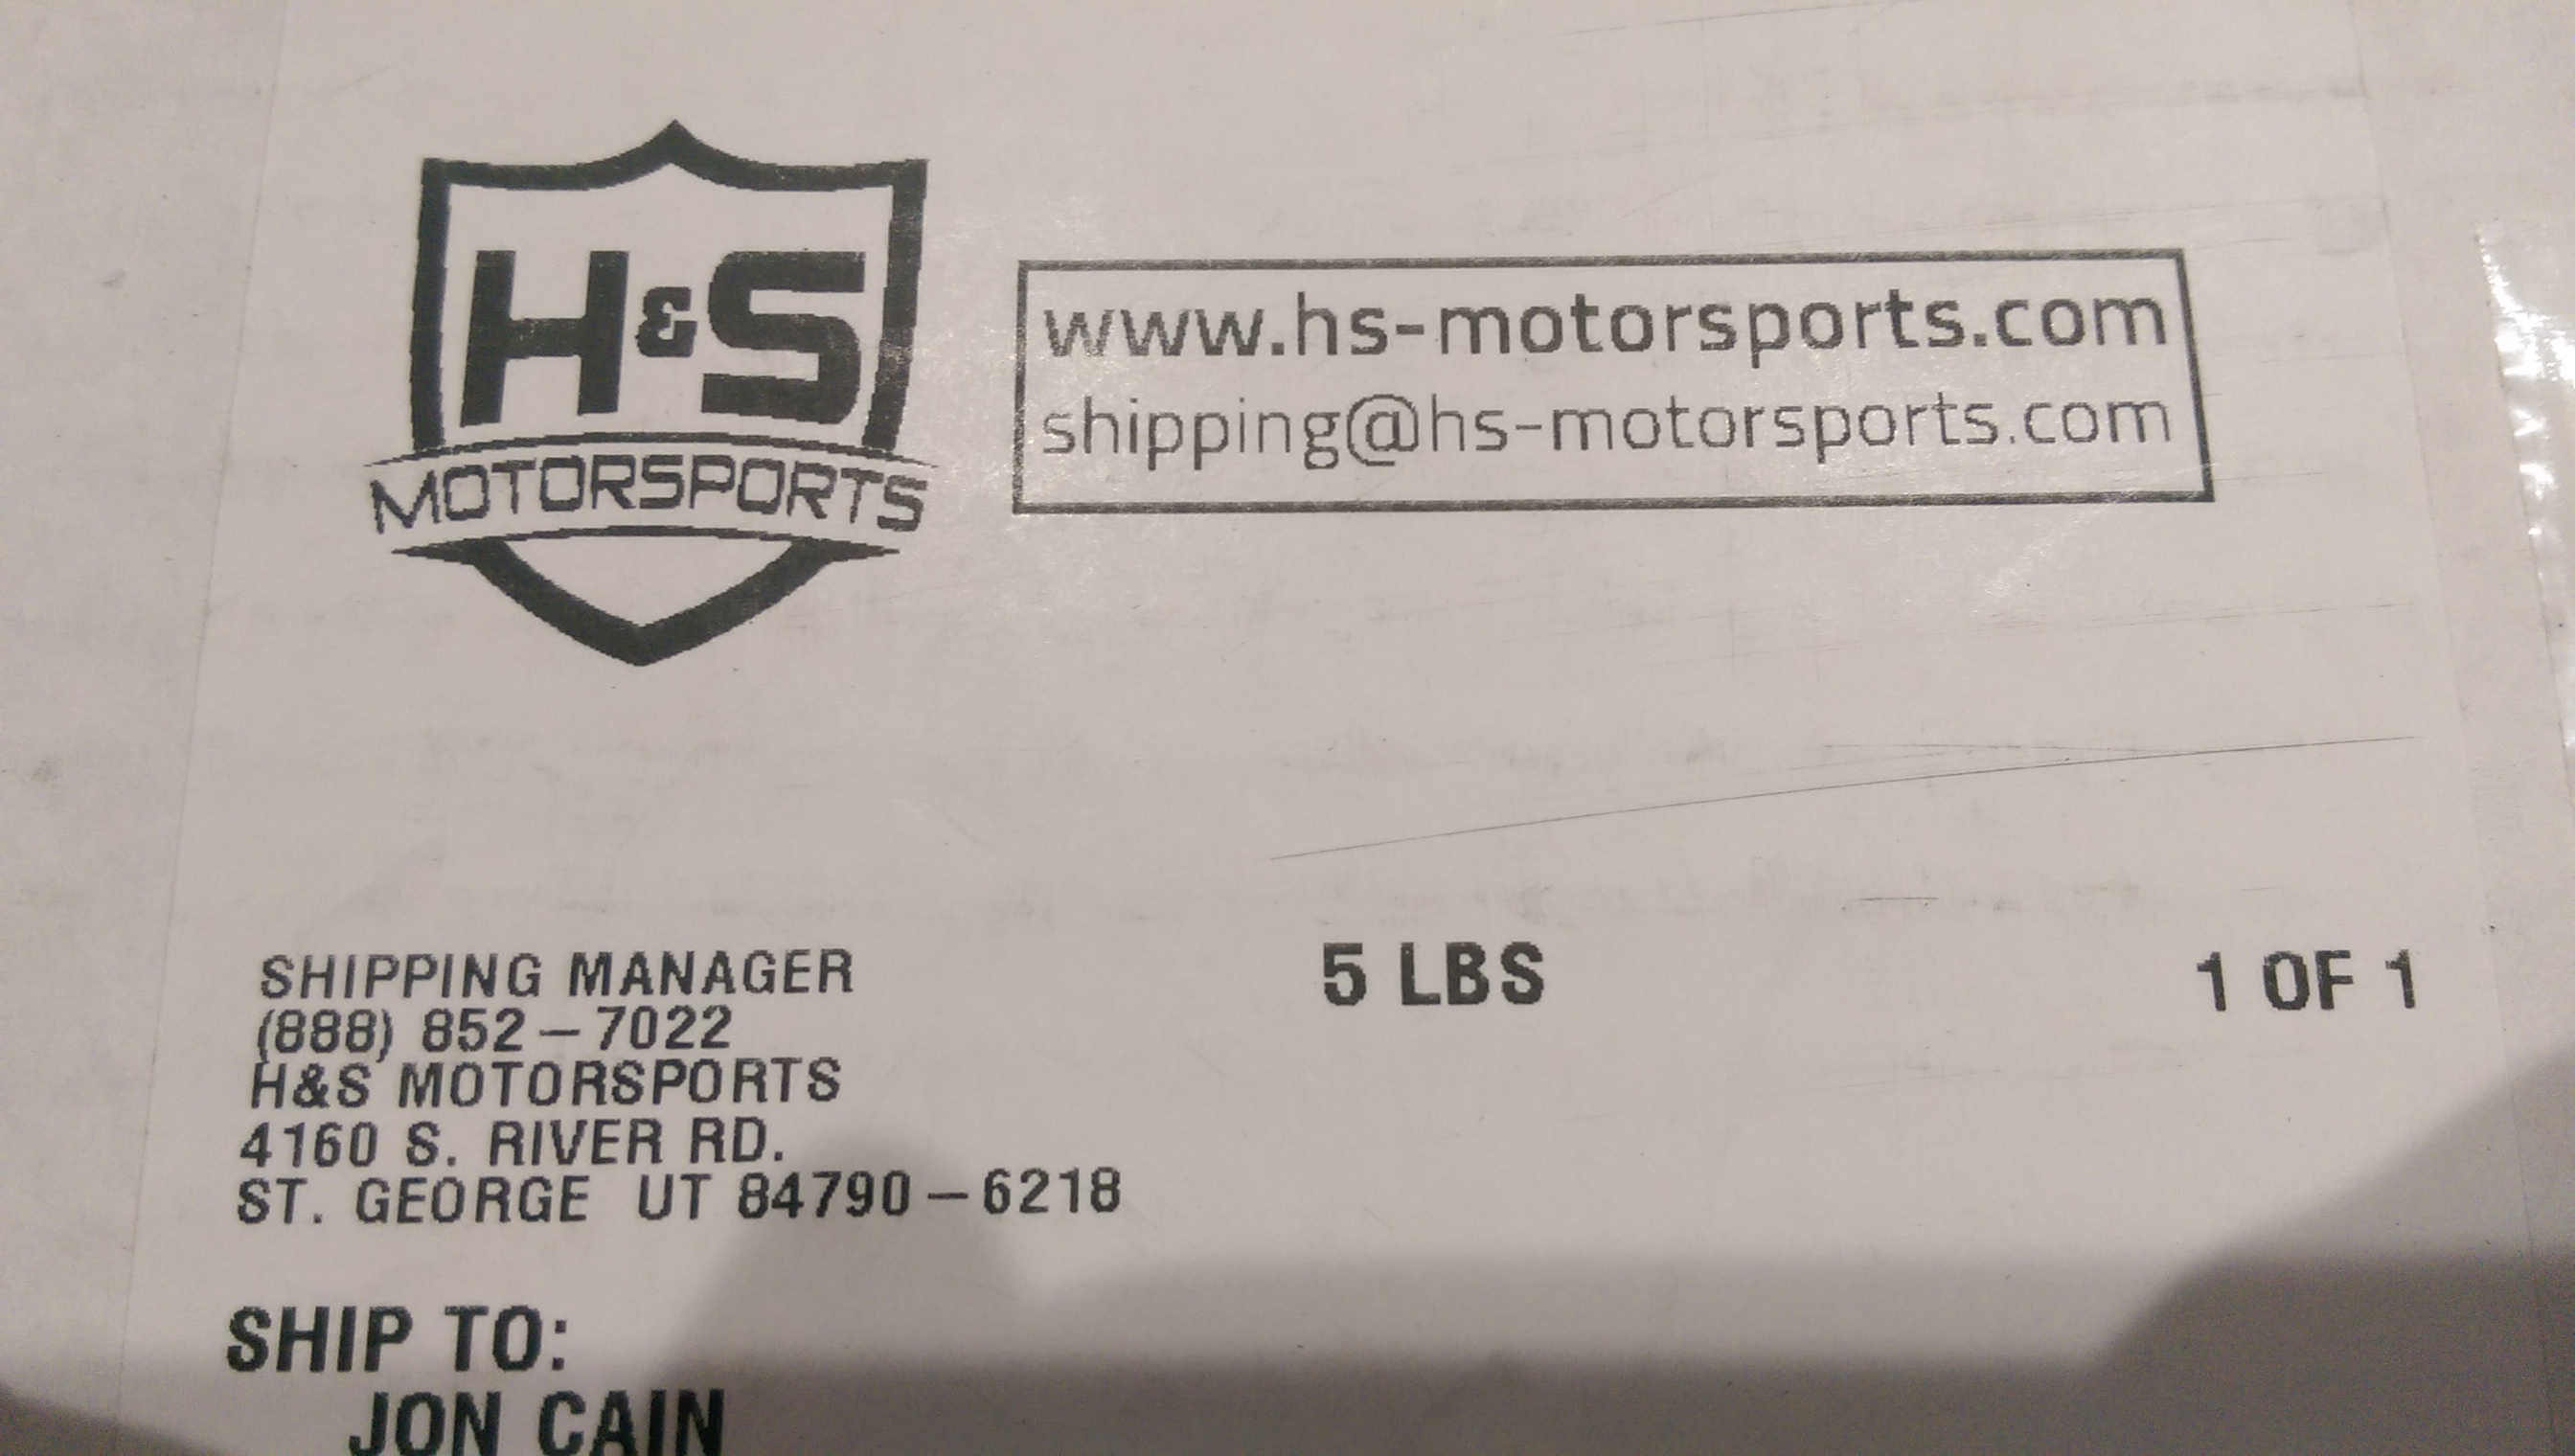 H&S
MOTORSPORTS
www.hs-motorsports.com
shipping@hs-motorsports.com
SHIPPING MANAGER
(888) 852-7022
H&S MOTORSPORTS
4160 S. RIVER RD.
ST. GEORGE UT 84790-6218
5 LBS
1 OF 1
SHIP TO:
JON CAIN